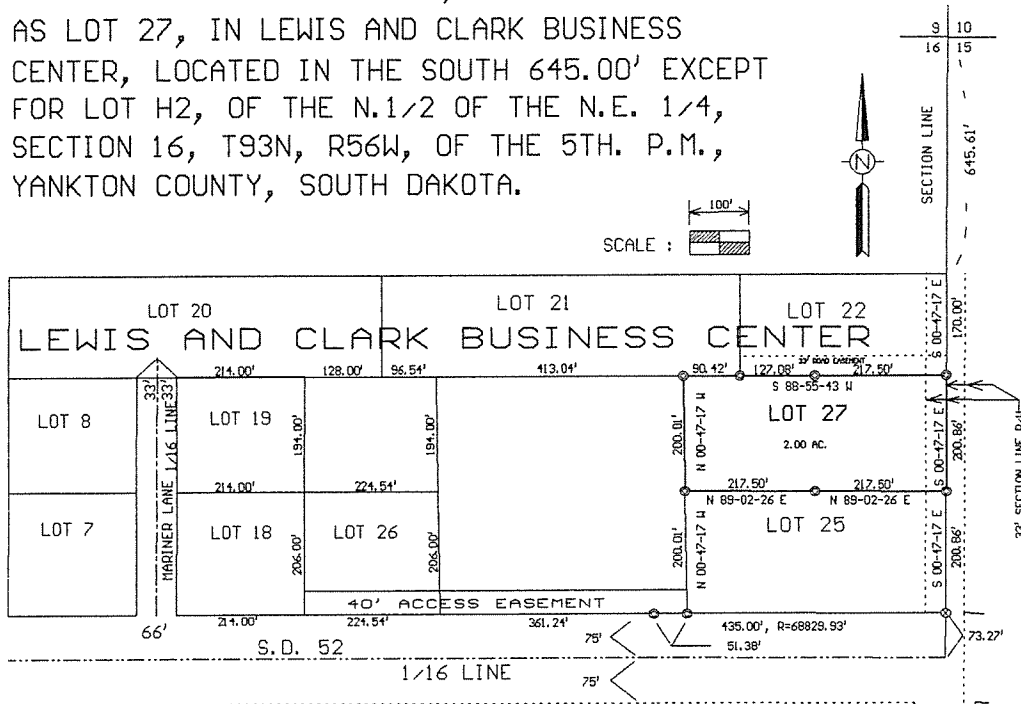 AS LOT 27, IN LEWIS AND CLARK BUSINESS
CENTER, LOCATED IN THE SOUTH 645.00' EXCEPT
FOR LOT H2, OF THE N.1/2 OF THE N.E. 1/4,
SECTION 16, T93N, R56W, OF THE 5TH. P.M.,
YANKTON COUNTY, SOUTH DAKOTA.
9 10
16 15
SECTION LINE
645.61'
N
100'
SCALE :
LOT 20
LOT 21
LOT 22
LEWIS AND CLARK BUSINESS CENTER
S 00-47-17 E
170.00'
33' ROAD EASEMENT
214.00'
128.00'
96.54'
413.04'
90.42'
127.08'
217.50'
S 88-55-43 W
33'
33'
LOT 8
MARINER LANE 1/16 LINE
LOT 19
194.00'
194.00'
200.01'
N 00-47-17 W
LOT 27
2.00 AC.
S 00-47-17 E
200.86'
214.00'
224.54'
217.50'
217.50'
N 89-02-26 E
N 89-02-26 E
LOT 7
LOT 18
206.00'
LOT 26
206.00'
200.01'
N 00-47-17 W
LOT 25
S 00-47-17 E
200.86'
40' ACCESS EASEMENT
66'
214.00'
224.54'
361.24'
435.00', R=68829.93'
51.38'
73.27'
S.D. 52
75'
1/16 LINE
75'